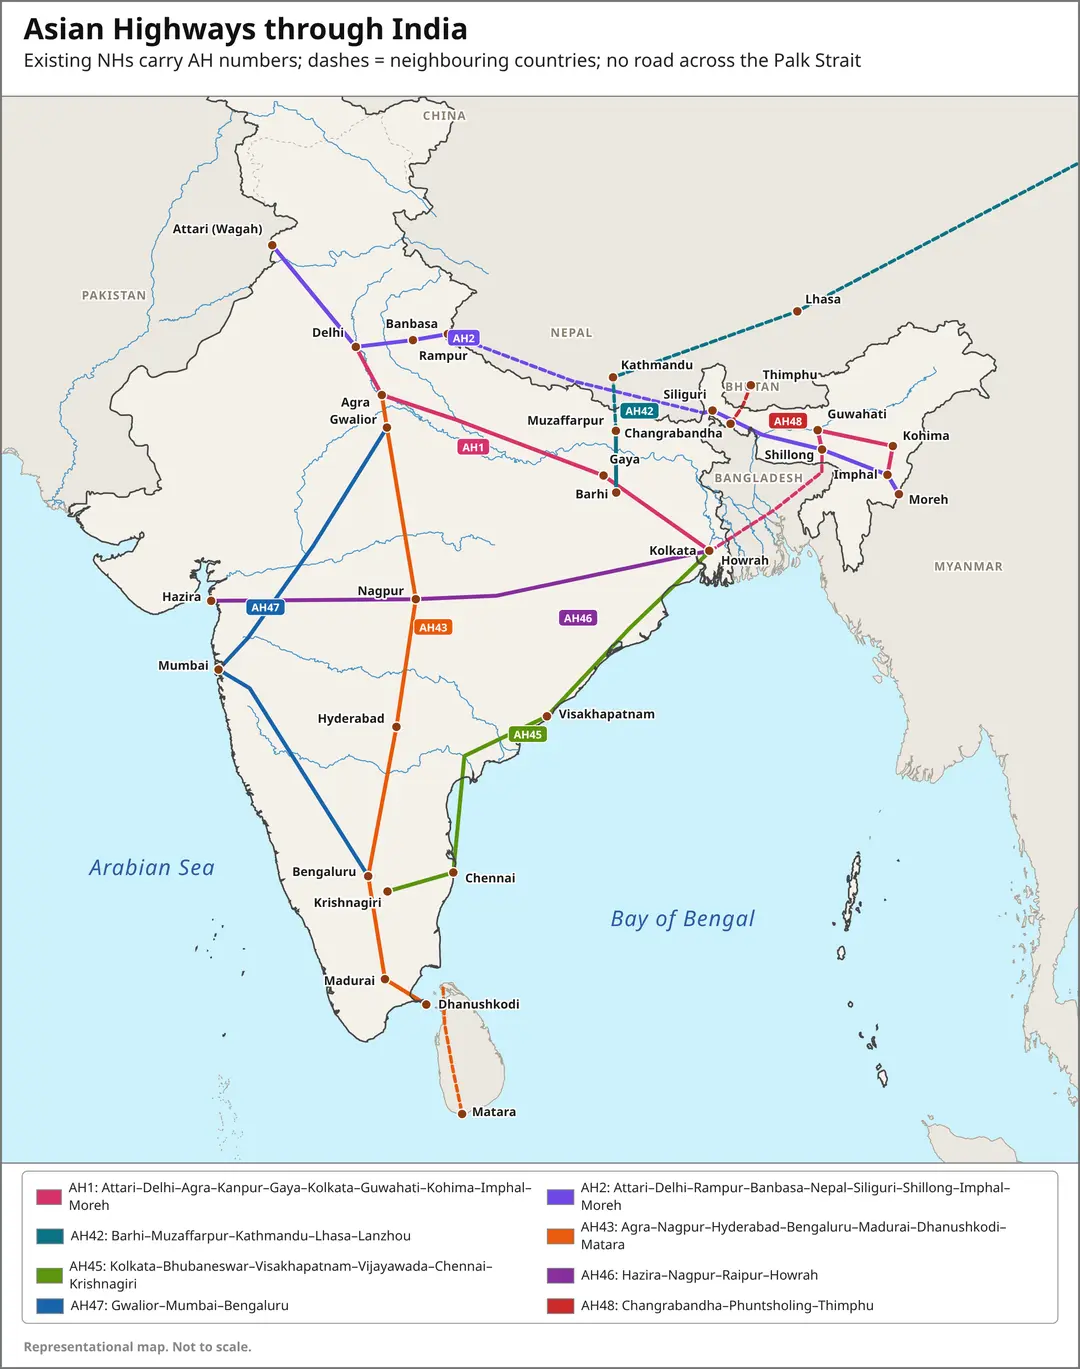 Asian Highways through India
Existing NHs carry AH numbers; dashes = neighbouring countries; no road across the Palk Strait
CHINA
Attari (Wagah)
PAKISTAN
Lhasa
Banbasa
Delhi
NEPAL
AH2
Rampur
Kathmandu
Thimphu
BHUTAN
Siliguri
Agra
AH42
Guwahati
Gwalior
Muzaffarpur
AH48
Changrabandha
Kohima
AH1
Shillong
Gaya
Imphal
BANGLADESH
Barhi
Moreh
Kolkata
Howrah
MYANMAR
Nagpur
Hazira
AH47
AH46
AH43
Mumbai
Visakhapatnam
Hyderabad
AH45
Arabian Sea
Bengaluru
Chennai
Krishnagiri
Bay of Bengal
Madurai
Dhanushkodi
Matara
AH1: Attari–Delhi–Agra–Kanpur–Gaya–Kolkata–Guwahati–Kohima–Imphal–
Moreh
AH2: Attari–Delhi–Rampur–Banbasa–Nepal–Siliguri–Shillong–Imphal–
Moreh
AH42: Barhi–Muzaffarpur–Kathmandu–Lhasa–Lanzhou
AH43: Agra–Nagpur–Hyderabad–Bengaluru–Madurai–Dhanushkodi–
Matara
AH45: Kolkata–Bhubaneswar–Visakhapatnam–Vijayawada–Chennai–
Krishnagiri
AH46: Hazira–Nagpur–Raipur–Howrah
AH47: Gwalior–Mumbai–Bengaluru
AH48: Changrabandha–Phuntsholing–Thimphu
Representational map. Not to scale.